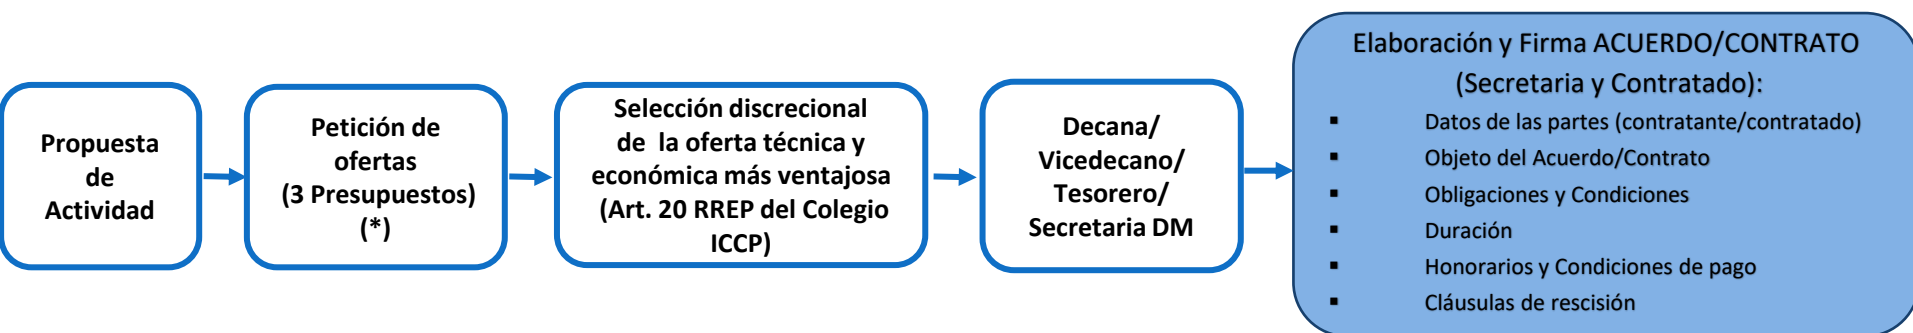 Propuesta
de
Actividad
Petición de
ofertas
(3 Presupuestos)
(*)
Selección discrecional
de la oferta técnica y
económica más ventajosa
(Art. 20 RREP del Colegio
ICCP)
Decana/
Vicedecano/
Tesorero/
Secretaria DM
Elaboración y Firma ACUERDO/CONTRATO
(Secretaria y Contratado):
▪ Datos de las partes (contratante/contratado)
▪ Objeto del Acuerdo/Contrato
▪ Obligaciones y Condiciones
▪ Duración
▪ Honorarios y Condiciones de pago
▪ Cláusulas de rescisión